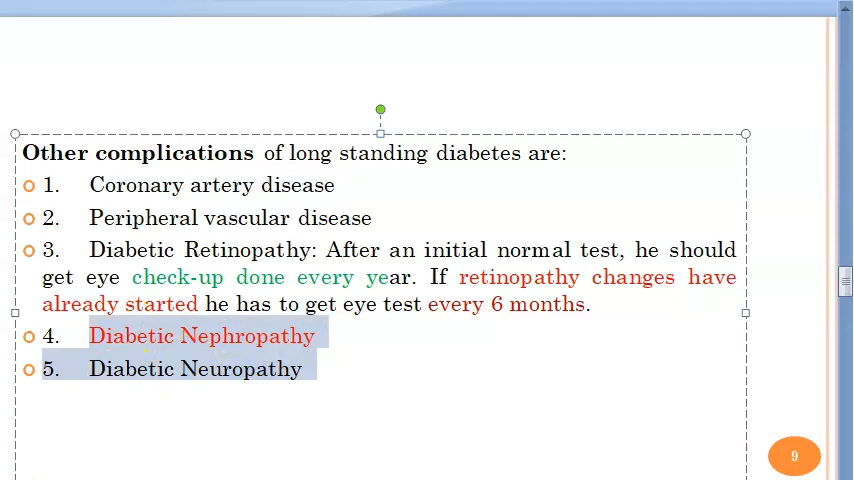 Other complications of long standing diabetes are:
1. Coronary artery disease
2. Peripheral vascular disease
3. Diabetic Retinopathy: After an initial normal test, he should
get eye check-up done every year. If retinopathy changes have
already started he has to get eye test every 6 months.
4. Diabetic Nephropathy
5. Diabetic Neuropathy
9